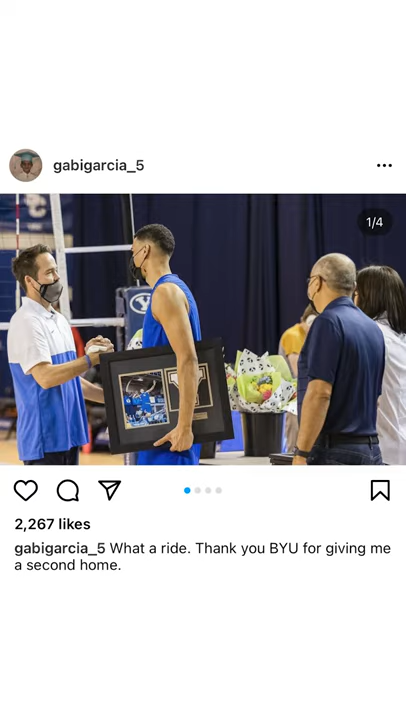 gabigarcia_5
1/4
2,267 likes
gabigarcia_5 What a ride. Thank you BYU for giving me
a second home.